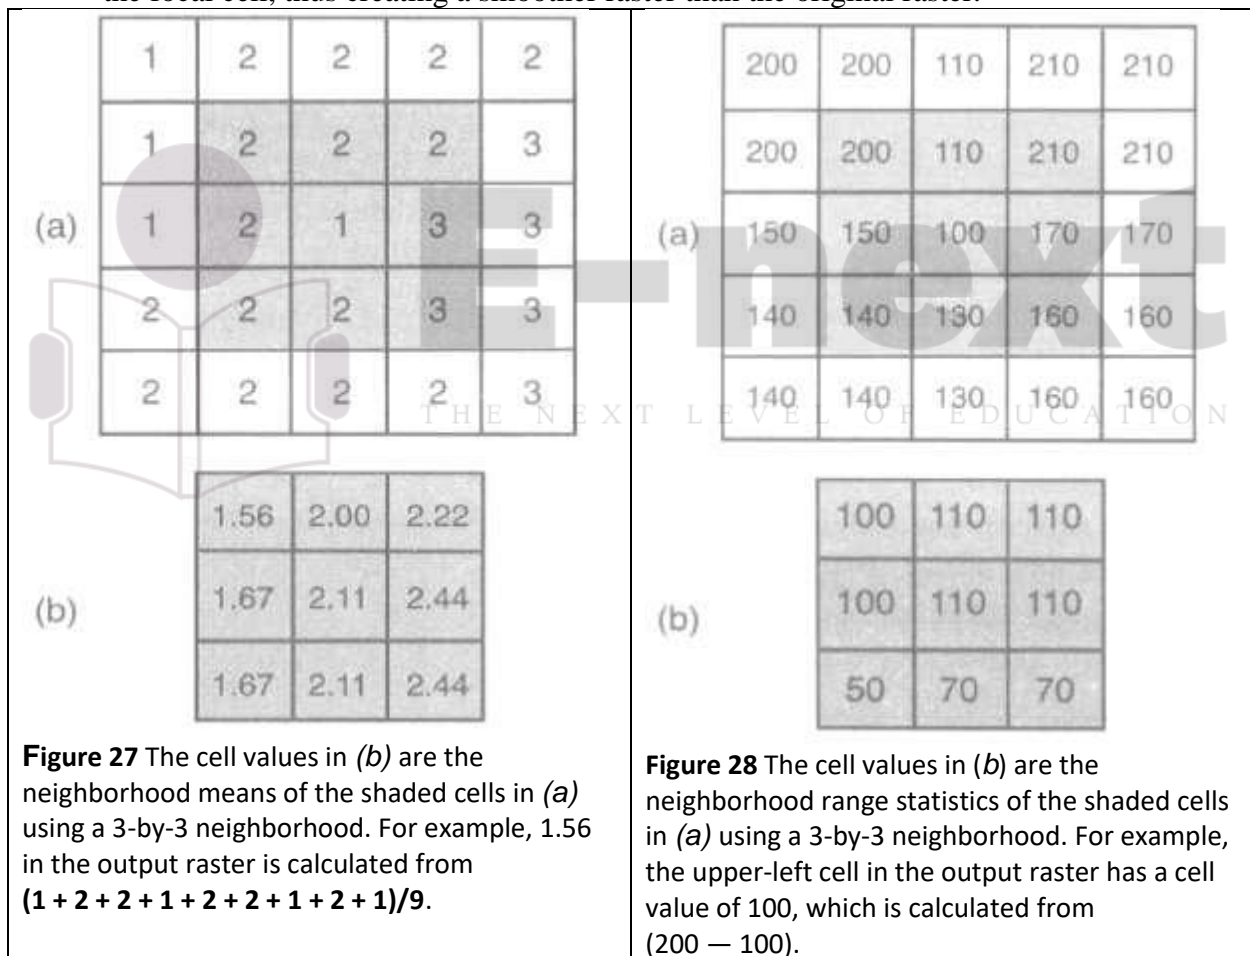 the focal cell, thus creating a smoother raster than the original raster.
1 2 2 2 2
1 2 2 2 3
(a) 1 2 1 3 3
2 2 2 3 3
2 2 2 2 3
1.56 2.00 2.22
1.67 2.11 2.44
(b)
1.67 2.11 2.44
Figure 27 The cell values in (b) are the
neighborhood means of the shaded cells in (a)
using a 3-by-3 neighborhood. For example, 1.56
in the output raster is calculated from
(1 + 2 + 2 + 1 + 2 + 2 + 1 + 2 + 1)/9.
200 200 110 210 210
200 200 110 210 210
(a) 150 150 100 170 170
140 140 130 160 160
140 140 130 160 160
100 110 110
100 110 110
(b)
50 70 70
Figure 28 The cell values in (b) are the
neighborhood range statistics of the shaded cells
in (a) using a 3-by-3 neighborhood. For example,
the upper-left cell in the output raster has a cell
value of 100, which is calculated from
(200 — 100).
E-next
THE NEXT LEVEL OF EDUCATION